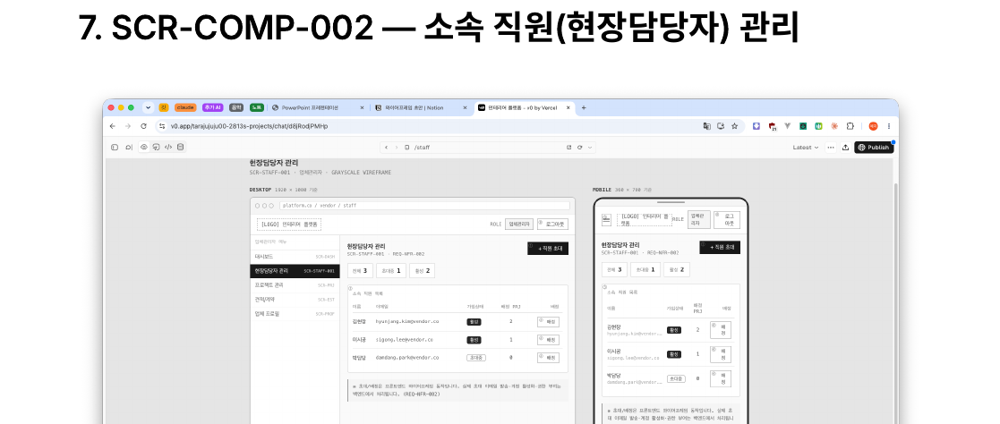 7. SCR-COMP-002 — 소속 직원(현장담당자) 관리
claude
추가 AI
음악
노트
PowerPoint 프레젠테이션
와이어프레임 초안 | Notion
인테리어 플랫폼 - v0 by Vercel
v0.app/tarajujuju00-2813s-projects/chat/d8jRodjPMHp
/staff
Latest
Publish
현장담당자 관리
SCR-STAFF-001 · 업체관리자 · GRAYSCALE WIREFRAME
DESKTOP 1920 × 1080 기준
platform.co / vendor / staff
[LOGO] 인테리어 플랫폼
ROLE 업체관리자 로그아웃
업체관리자 메뉴
대시보드 SCR-DASH
현장담당자 관리 SCR-STAFF-001
프로젝트 관리 SCR-PRJ
견적/계약 SCR-EST
업체 프로필 SCR-PROF
현장담당자 관리
SCR-STAFF-001 · REQ-NFR-002
+ 직원 초대
전체 3 초대중 1 활성 2
소속 직원 목록
이름 이메일 가입상태 배정 PRJ 배정
김현장 hyunjang.kim@vendor.co 활성 2 배정
이시공 sigong.lee@vendor.co 활성 1 배정
박담당 damdang.park@vendor.co 초대중 0 배정
※ 초대/배정은 프론트엔드 와이어프레임 동작입니다. 실제 초대 이메일 발송·계정 활성화·권한 부여는
백엔드에서 처리됩니다. (REQ-NFR-002)
MOBILE 360 × 780 기준
[LOGO] 인테리어 플
랫폼
ROLE
업체관
리자
로그
아웃
현장담당자 관리
SCR-STAFF-001 · REQ-NFR-002
+ 직원 초대
전체 3 초대중 1 활성 2
소속 직원 목록
이름 가입상태 배정
PRJ 배정
김현장
hyunjang.kim@vendor.… 활성 2 배
정
이시공
sigong.lee@vendor.co 활성 1 배
정
박담당
damdang.park@vendor.… 초대중 0 배
정
※ 초대/배정은 프론트엔드 와이어프레임 동작입니다. 실제 초
대 이메일 발송·계정 활성화·권한 부여는 백엔드에서 처리됩니